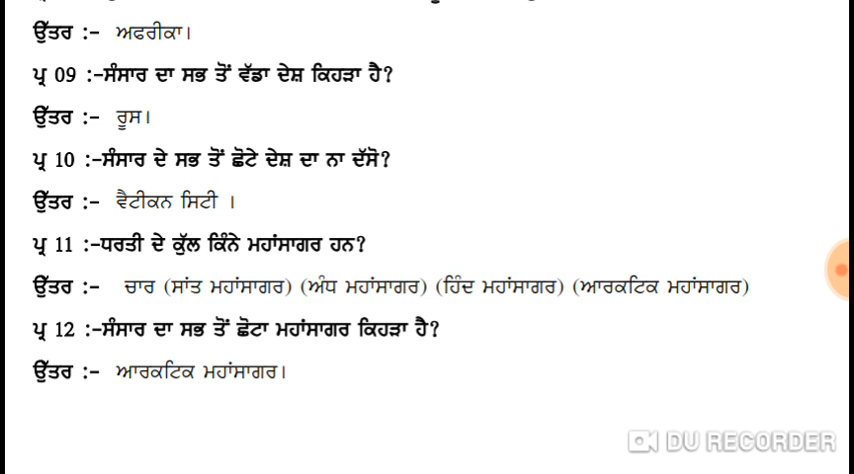 ਉੱਤਰ :- ਅਫਰੀਕਾ।
ਪ੍ਰ 09 :-ਸੰਸਾਰ ਦਾ ਸਭ ਤੋਂ ਵੱਡਾ ਦੇਸ਼ ਕਿਹੜਾ ਹੈ?
ਉੱਤਰ :- ਰੂਸ।
ਪ੍ਰ 10 :-ਸੰਸਾਰ ਦੇ ਸਭ ਤੋਂ ਛੋਟੇ ਦੇਸ਼ ਦਾ ਨਾ ਦੱਸੋ?
ਉੱਤਰ :- ਵੈਟੀਕਨ ਸਿਟੀ ।
ਪ੍ਰ 11 :-ਧਰਤੀ ਦੇ ਕੁੱਲ ਕਿੰਨੇ ਮਹਾਂਸਾਗਰ ਹਨ?
ਉੱਤਰ :- ਚਾਰ (ਸਾਂਤ ਮਹਾਂਸਾਗਰ) (ਅੰਧ ਮਹਾਂਸਾਗਰ) (ਹਿੰਦ ਮਹਾਂਸਾਗਰ) (ਆਰਕਟਿਕ ਮਹਾਂਸਾਗਰ)
ਪ੍ਰ 12 :-ਸੰਸਾਰ ਦਾ ਸਭ ਤੋਂ ਛੋਟਾ ਮਹਾਂਸਾਗਰ ਕਿਹੜਾ ਹੈ?
ਉੱਤਰ :- ਆਰਕਟਿਕ ਮਹਾਂਸਾਗਰ।
DU RECORDER